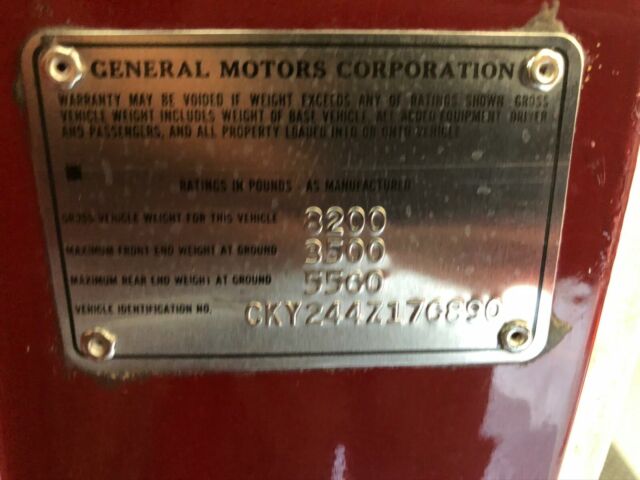 GENERAL MOTORS CORPORATION
WARRANTY MAY BE VOIDED IF WEIGHT EXCEEDS ANY OF RATINGS SHOWN. GROSS
VEHICLE WEIGHT INCLUDES WEIGHT OF BASE VEHICLE, ALL ADDED EQUIPMENT DRIVER
AND PASSENGERS, AND ALL PROPERTY LOADED INTO OR ONTO VEHICLE
RATINGS IN POUNDS - AS MANUFACTURED
GROSS VEHICLE WEIGHT FOR THIS VEHICLE 8200
MAXIMUM FRONT END WEIGHT AT GROUND 3500
MAXIMUM REAR END WEIGHT AT GROUND 5500
VEHICLE IDENTIFICATION NO. CKY244Z170890